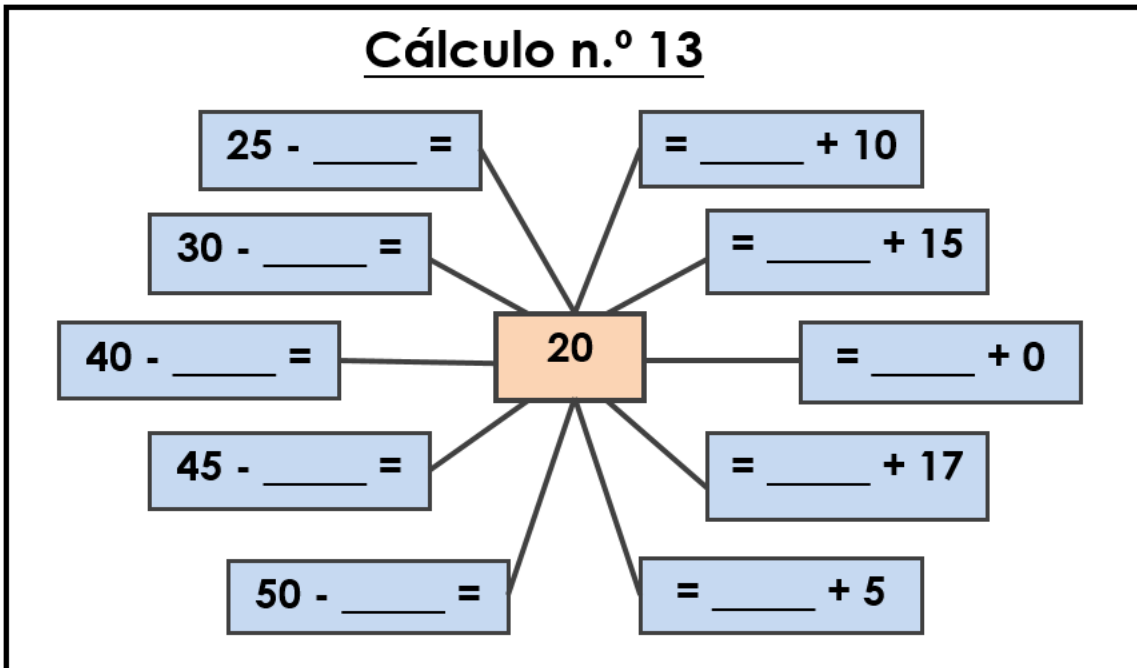 Cálculo n.º 13
25 - _____ =
= _____ + 10
30 - _____ =
= _____ + 15
40 - _____ =
20
= _____ + 0
45 - _____ =
= _____ + 17
50 - _____ =
= _____ + 5